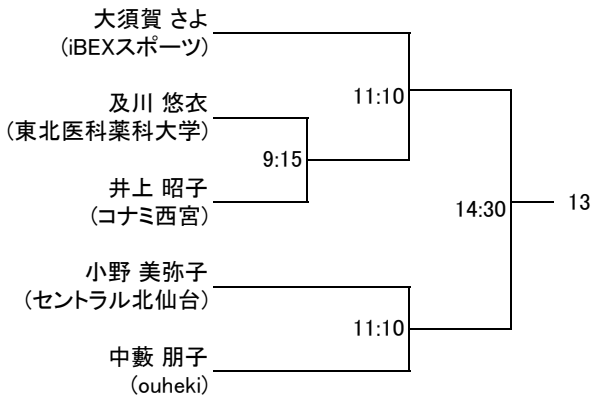 大須賀 さよ
(iBEXスポーツ)
11:10
及川 悠衣
(東北医科薬科大学)
9:15
井上 昭子
(コナミ西宮)
14:30
13
小野 美弥子
(セントラル北仙台)
11:10
中藪 朋子
(ouheki)